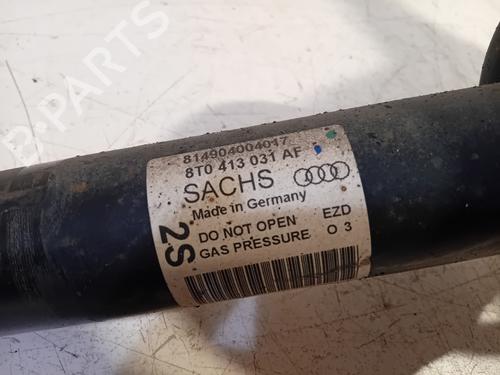 B-PARTS
814904004017
8T0 413 031 AF
SACHS
Made in Germany
2S
DO NOT OPEN EZD
GAS PRESSURE O 3